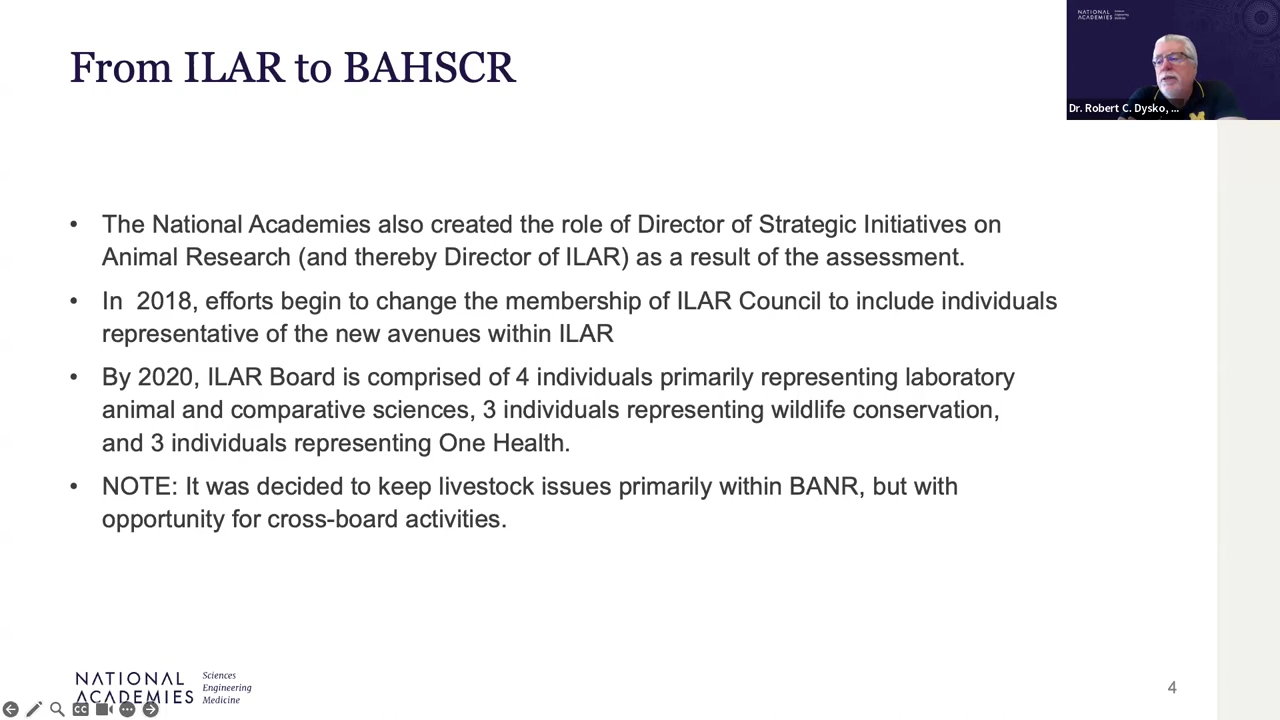 From ILAR to BAHSCR
NATIONAL
ACADEMIES
Sciences
Engineering
Medicine
Dr. Robert C. Dysko, ...
• The National Academies also created the role of Director of Strategic Initiatives on
Animal Research (and thereby Director of ILAR) as a result of the assessment.
• In 2018, efforts begin to change the membership of ILAR Council to include individuals
representative of the new avenues within ILAR
• By 2020, ILAR Board is comprised of 4 individuals primarily representing laboratory
animal and comparative sciences, 3 individuals representing wildlife conservation,
and 3 individuals representing One Health.
• NOTE: It was decided to keep livestock issues primarily within BANR, but with
opportunity for cross-board activities.
NATIONAL
ACADEMIES
Sciences
Engineering
Medicine
CC
4